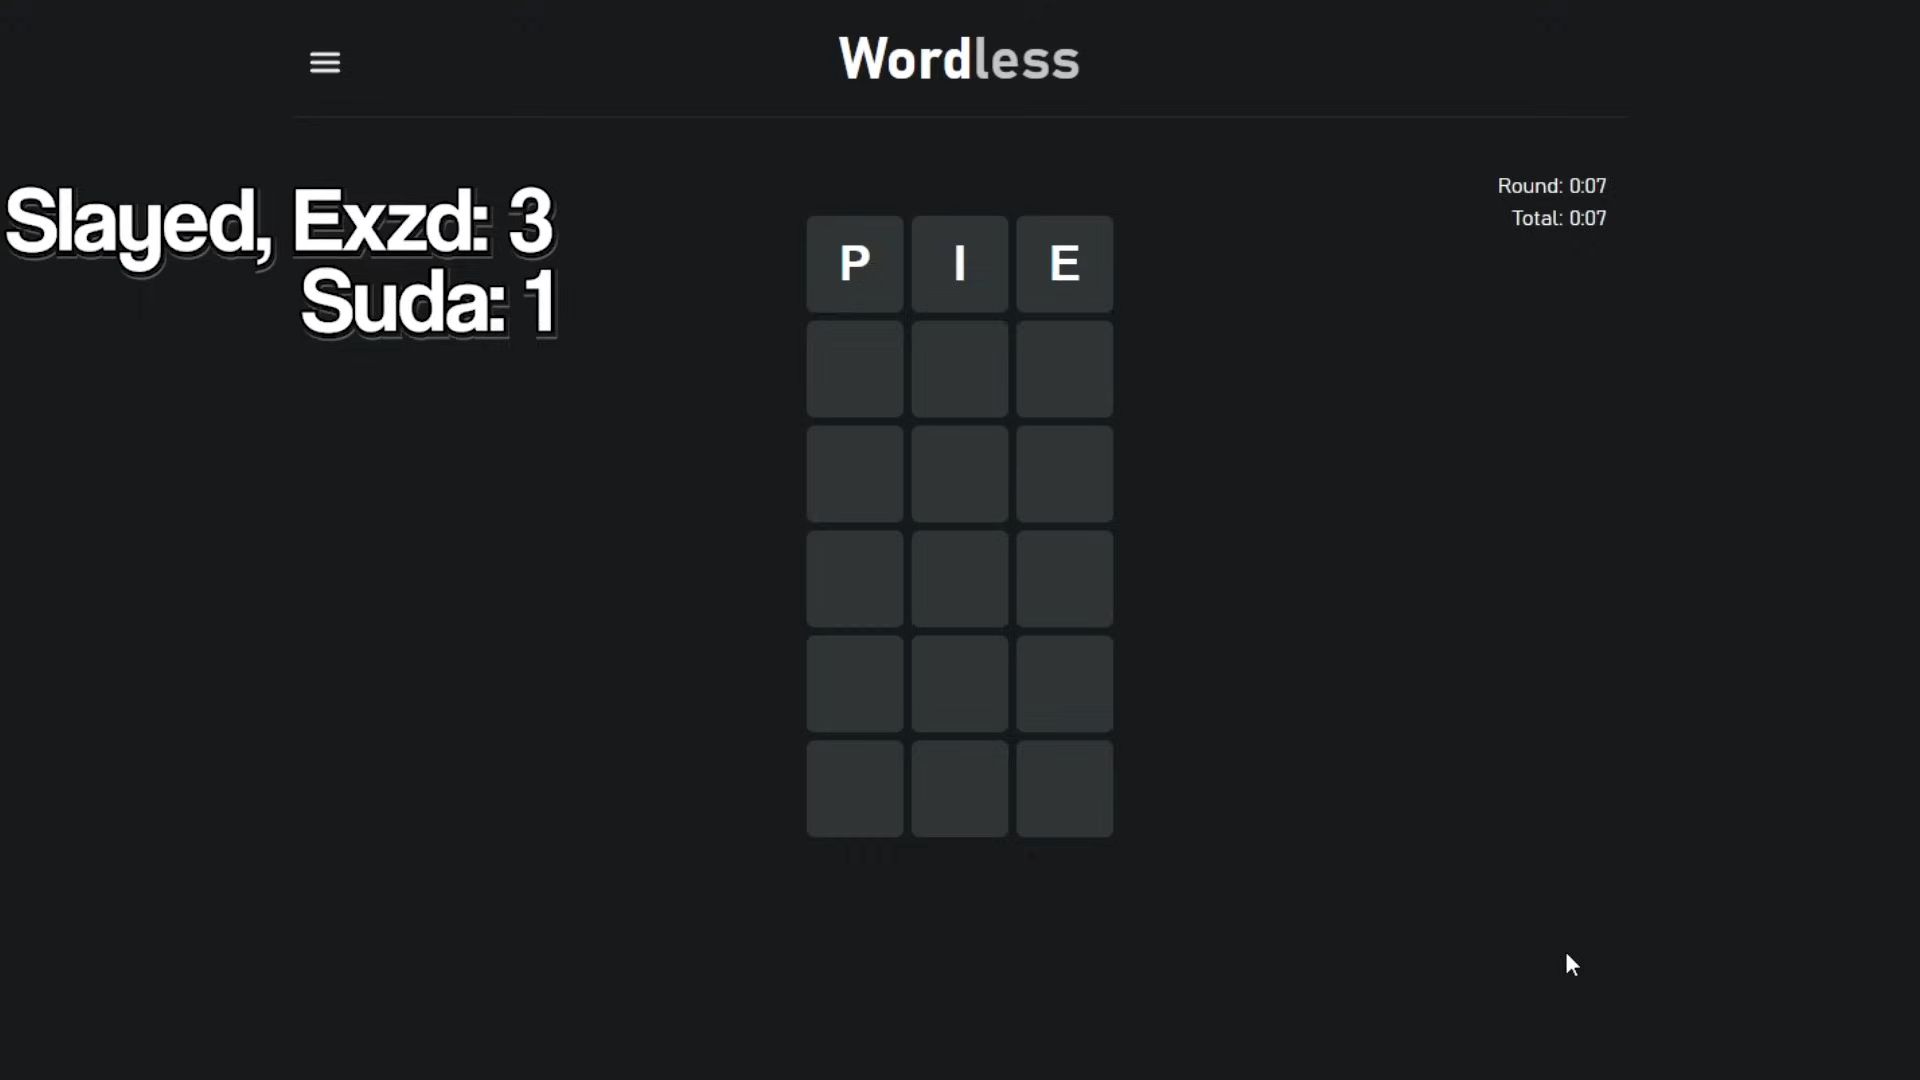 Wordless
Round: 0:07
Total: 0:07
Slayed, Exzd: 3
Suda: 1
P I E